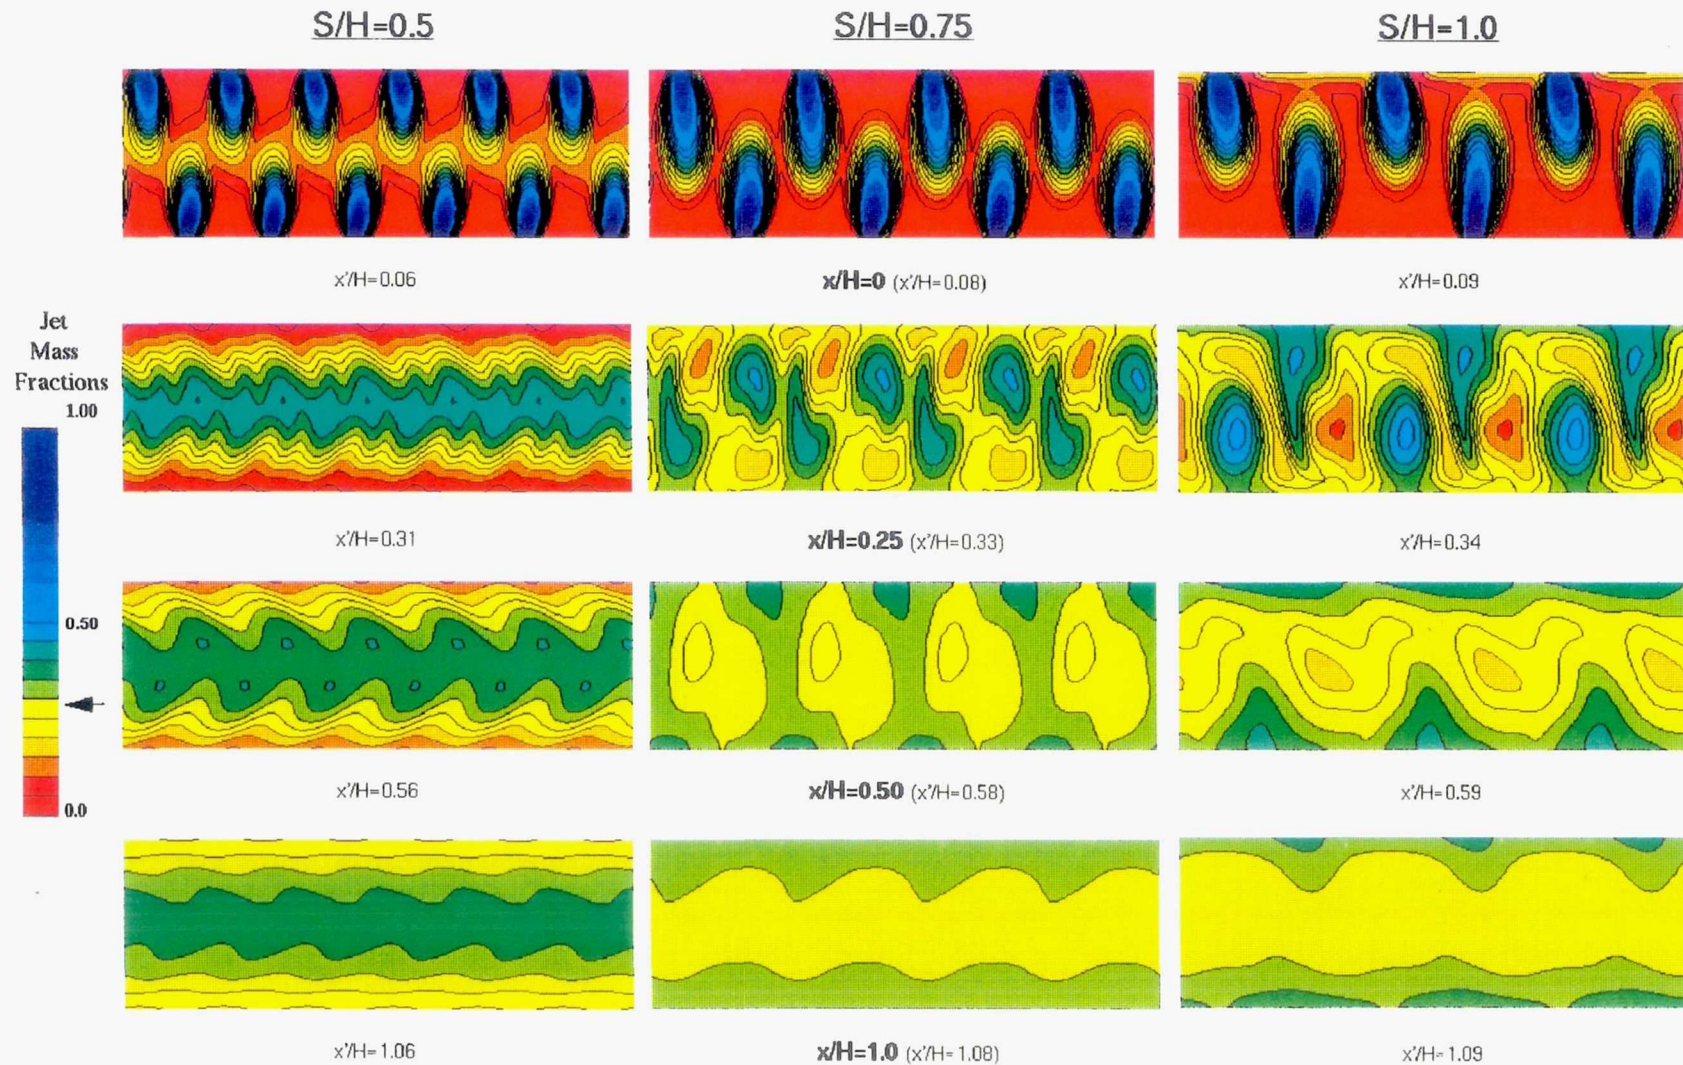 S/H=0.5 S/H=0.75 S/H=1.0
x'/H=0.06 x/H=0 (x'/H=0.08) x'/H=0.09
Jet
Mass
Fractions
1.00
x'/H=0.31 x/H=0.25 (x'/H=0.33) x'/H=0.34
0.50
x'/H=0.56 x/H=0.50 (x'/H=0.58) x'/H=0.59
0.0
x'/H=1.06 x/H=1.0 (x'/H=1.08) x'/H=1.09